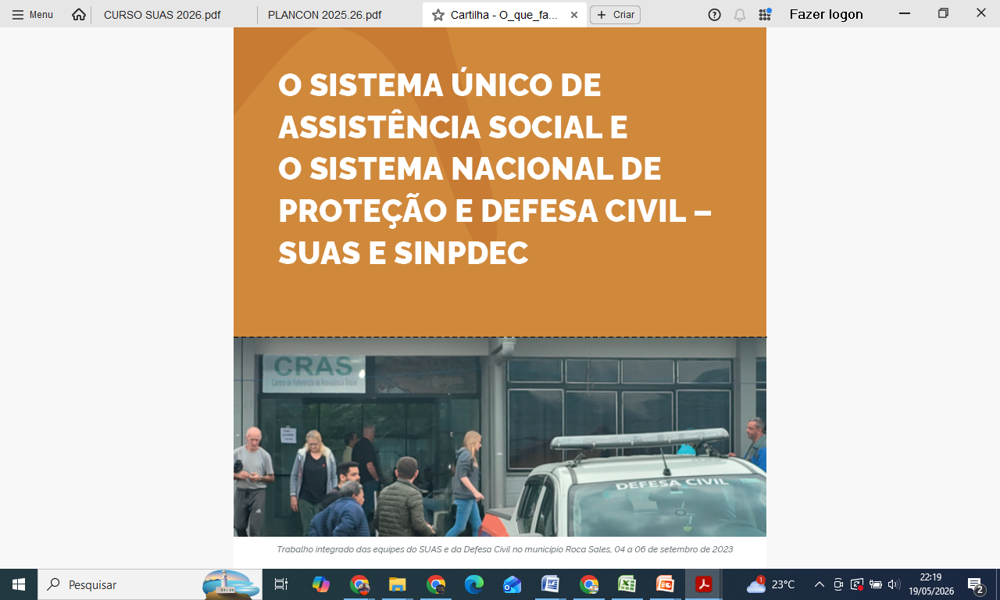 Menu
CURSO SUAS 2026.pdf
PLANCON 2025.26.pdf
Cartilha - O_que_fa...
Criar
Fazer logon
O SISTEMA ÚNICO DE
ASSISTÊNCIA SOCIAL E
O SISTEMA NACIONAL DE
PROTEÇÃO E DEFESA CIVIL –
SUAS E SINPDEC
CRAS
Centro de Referência de Assistência Social
DEFESA CIVIL
Trabalho integrado das equipes do SUAS e da Defesa Civil no município Roca Sales, 04 a 06 de setembro de 2023
Pesquisar
1
23°C
22:19
19/05/2026
2